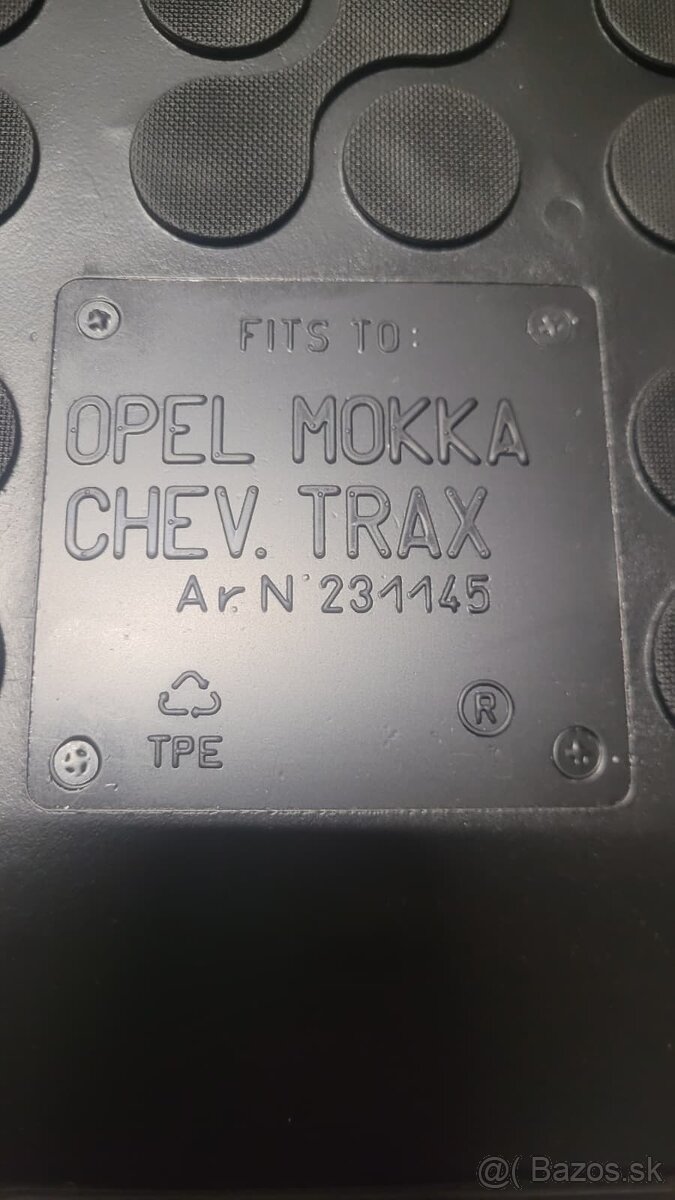 FITS TO:
OPEL MOKKA
CHEV. TRAX
Ar. N° 231145
TPE
R
@( Bazos.sk